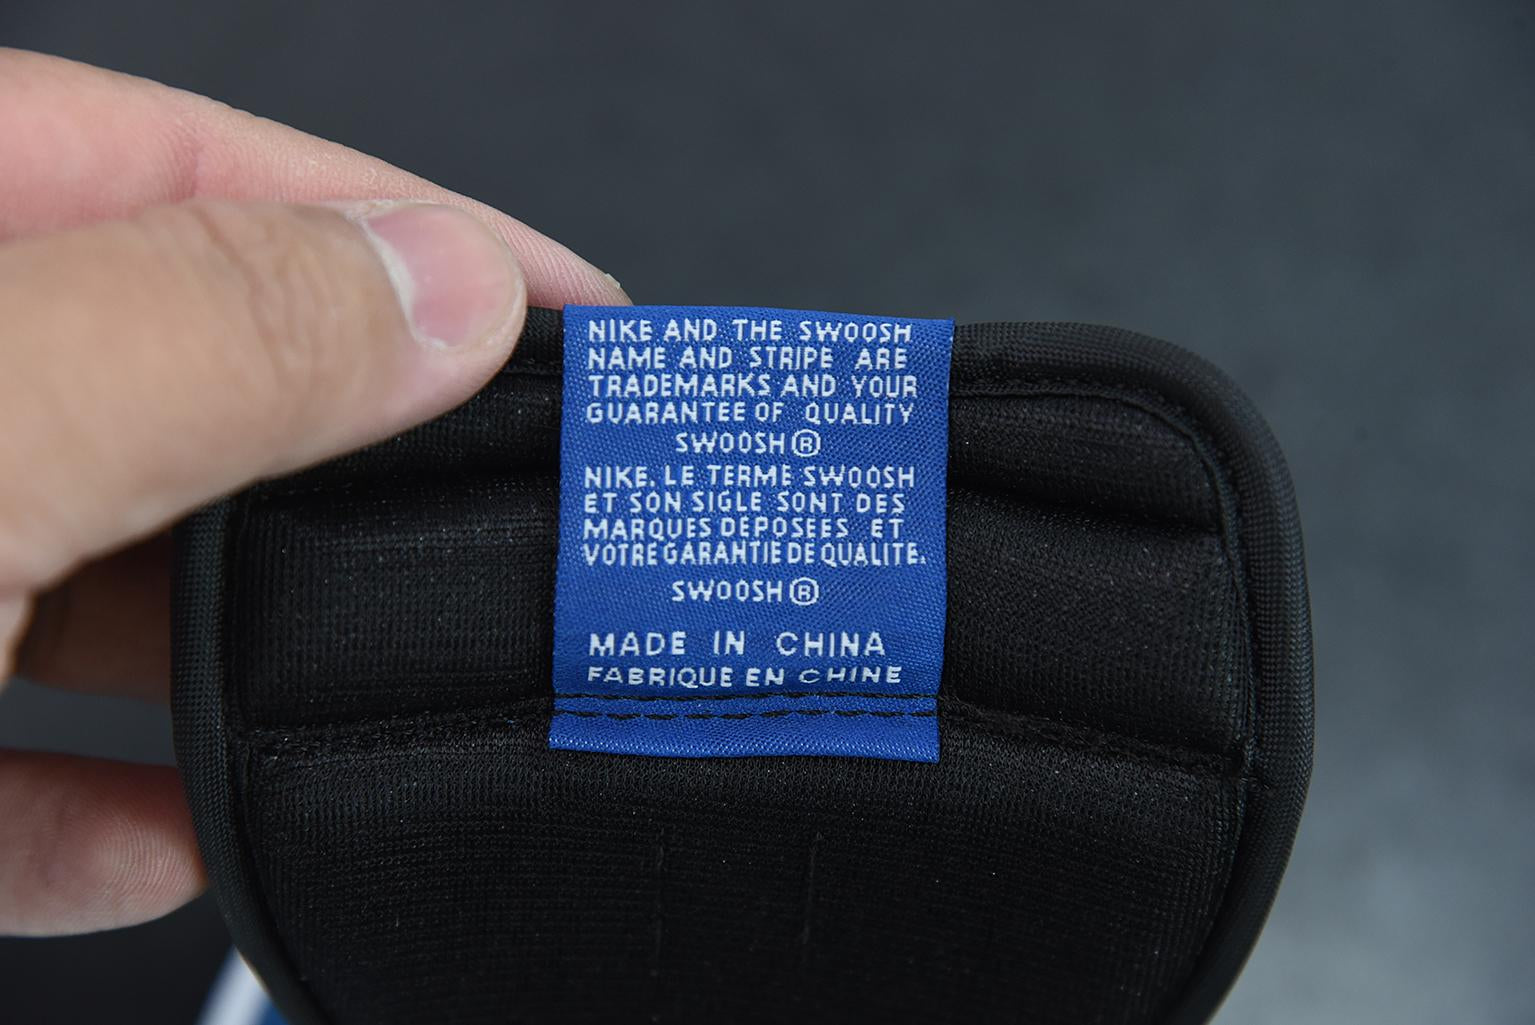 NIKE AND THE SWOOSH
NAME AND STRIPE ARE
TRADEMARKS AND YOUR
GUARANTEE OF QUALITY
SWOOSH®
NIKE. LE TERME SWOOSH
ET SON SIGLE SONT DES
MARQUES DEPOSEES ET
VOTRE GARANTIE DE QUALITE.
SWOOSH®
MADE IN CHINA
FABRIQUE EN CHINE